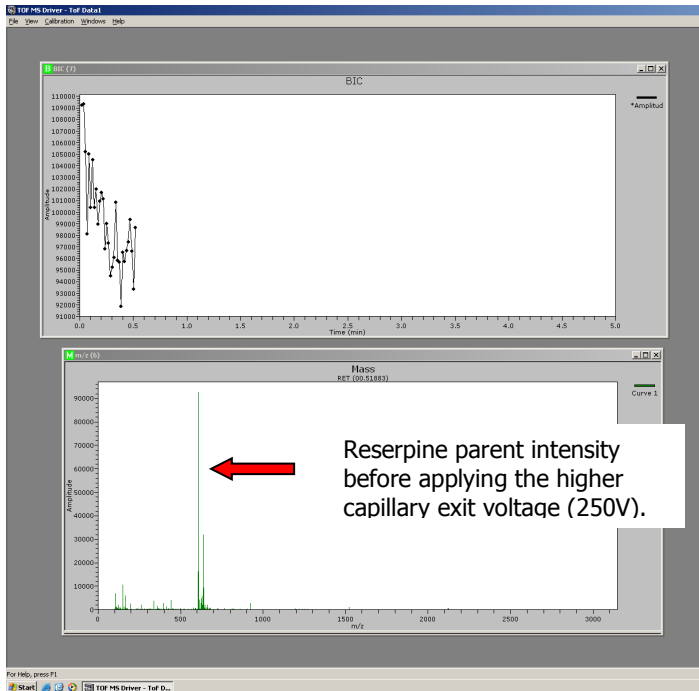 TOF MS Driver - ToF Data1
File View Calibration Windows Help
B BIC (7)
BIC
110000
109000
108000
107000
106000
105000
104000
103000
102000
101000
100000
99000
98000
97000
96000
95000
94000
93000
92000
91000
Amplitude
0.0 0.5 1.0 1.5 2.0 2.5 3.0 3.5 4.0 4.5 5.0
Time (min)
*Amplitud
M m/z (6)
Mass
RET (00.51883)
90000
80000
70000
60000
50000
40000
30000
20000
10000
0
Amplitude
0 500 1000 1500 2000 2500 3000
m/z
Curve 1
Reserpine parent intensity
before applying the higher
capillary exit voltage (250V).
For Help, press F1
Start TOF MS Driver - ToF D...